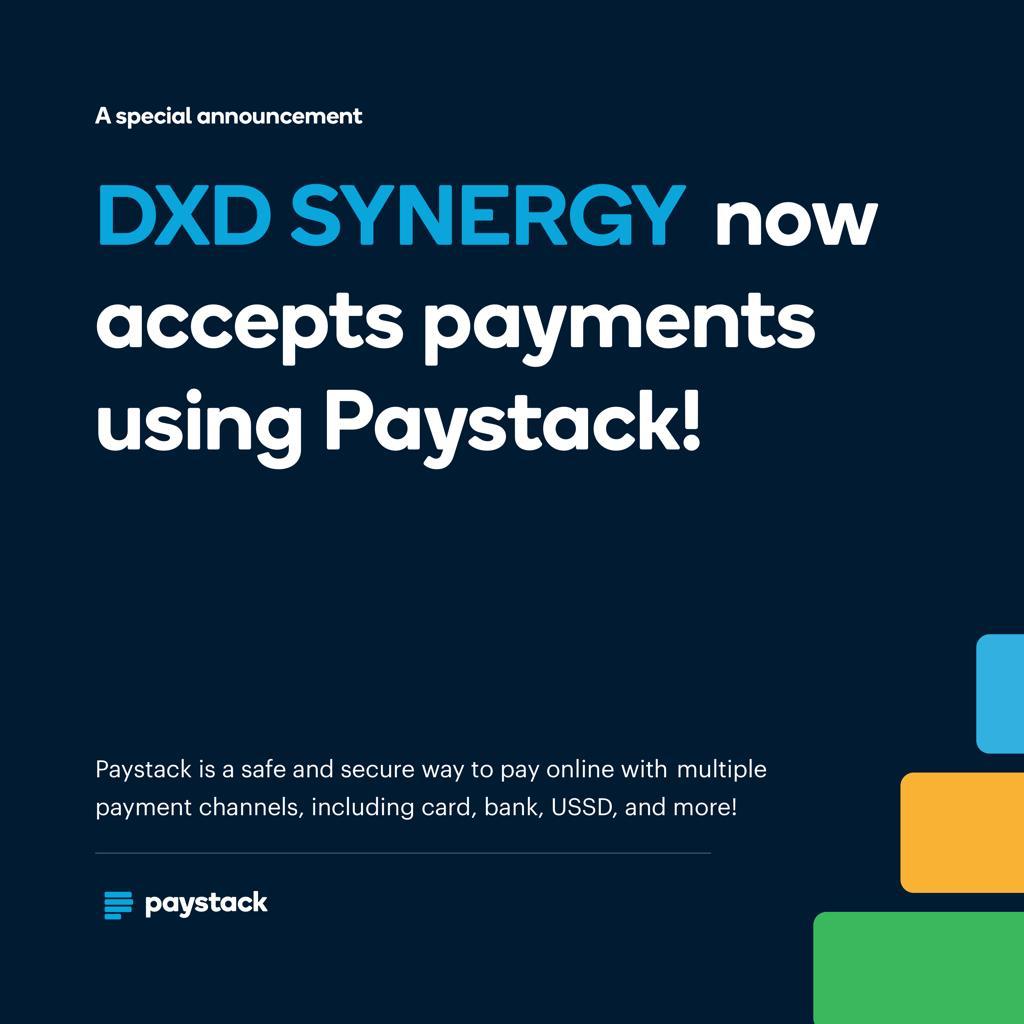 A special announcement
DXD SYNERGY now
accepts payments
using Paystack!
Paystack is a safe and secure way to pay online with multiple
payment channels, including card, bank, USSD, and more!
paystack